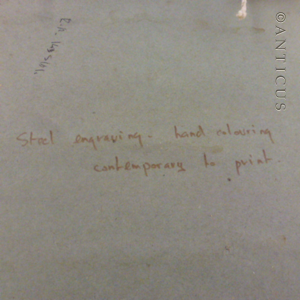 Steel engraving. hand colouring
contemporary to print.
©ANTICUS